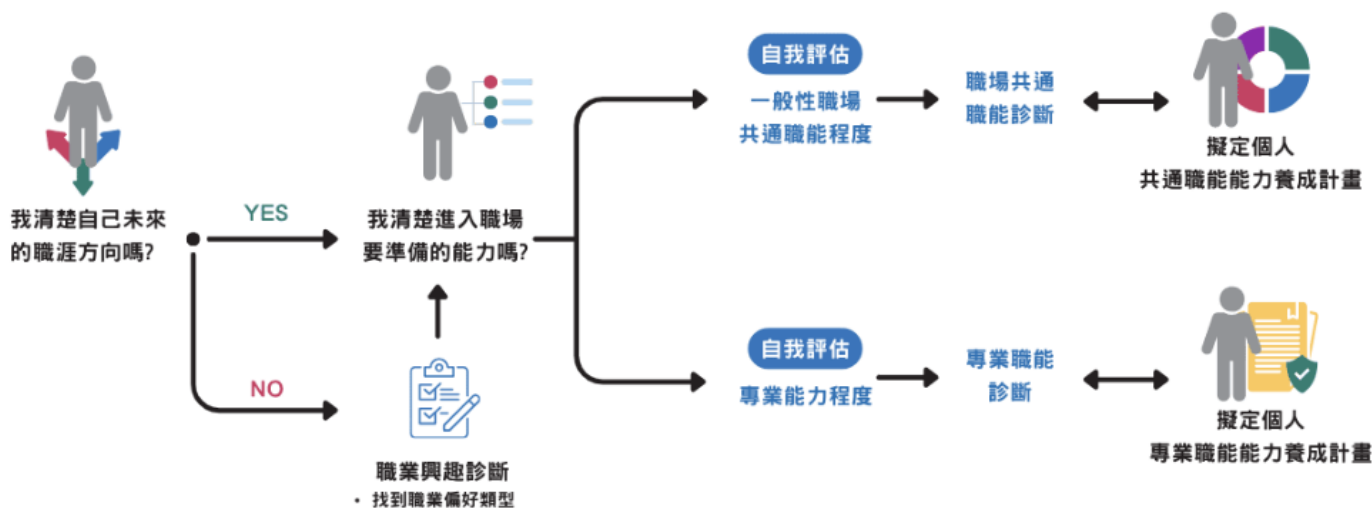 我清楚自己未來
的職涯方向嗎?
YES
NO
我清楚進入職場
要準備的能力嗎?
職業興趣診斷
• 找到職業偏好類型
自我評估
一般性職場
共通職能程度
職場共通
職能診斷
擬定個人
共通職能能力養成計畫
自我評估
專業能力程度
專業職能
診斷
擬定個人
專業職能能力養成計畫